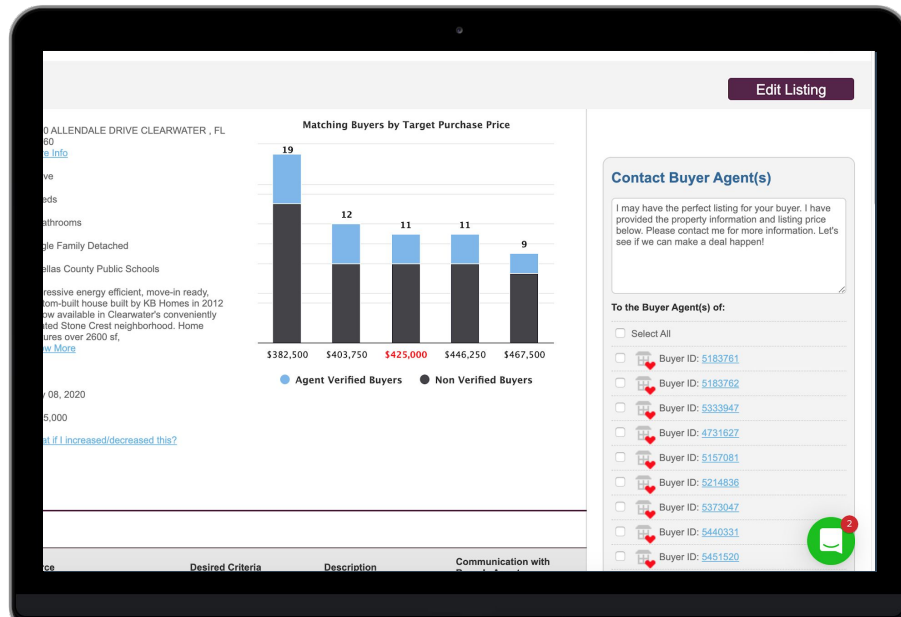 Edit Listing
0 ALLENDALE DRIVE CLEARWATER , FL
60
re Info
ve
eds
athrooms
gle Family Detached
ellas County Public Schools
ressive energy efficient, move-in ready,
tom-built house built by KB Homes in 2012
ow available in Clearwater's conveniently
ated Stone Crest neighborhood. Home
ures over 2600 sf,
ow More
y 08, 2020
5,000
at if I increased/decreased this?
Matching Buyers by Target Purchase Price
19
12
11
11
9
$382,500 $403,750 $425,000 $446,250 $467,500
Agent Verified Buyers Non Verified Buyers
Contact Buyer Agent(s)
I may have the perfect listing for your buyer. I have
provided the property information and listing price
below. Please contact me for more information. Let's
see if we can make a deal happen!
To the Buyer Agent(s) of:
Select All
Buyer ID: 5183761
Buyer ID: 5183762
Buyer ID: 5333947
Buyer ID: 4731627
Buyer ID: 5157081
Buyer ID: 5214836
Buyer ID: 5373047
Buyer ID: 5440331
Buyer ID: 5451520
2
rce Desired Criteria Description Communication with